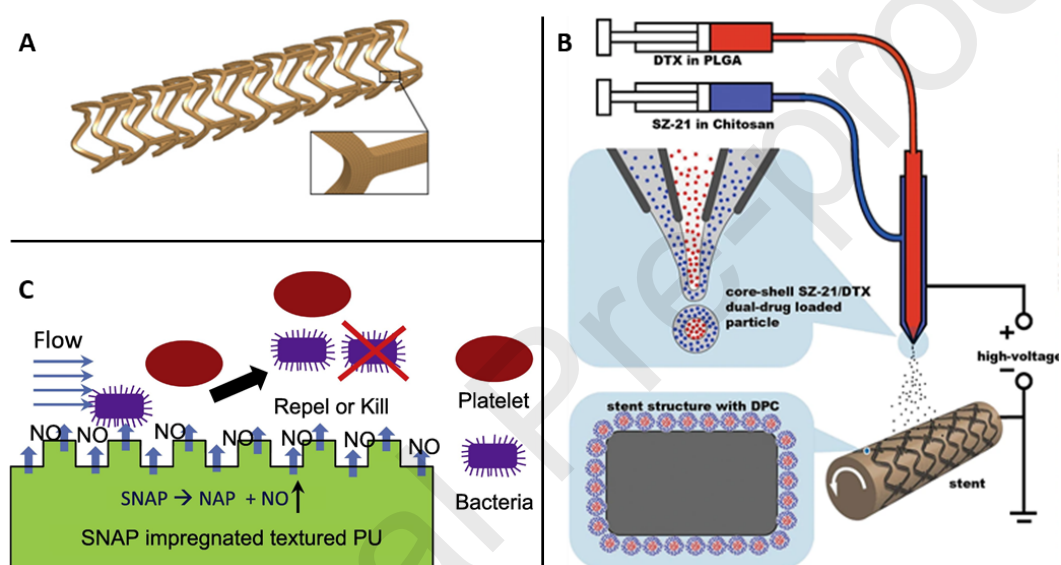 A
B
DTX in PLGA
SZ-21 in Chitosan
core-shell SZ-21/DTX
dual-drug loaded
particle
+
high-voltage
–
stent structure with DPC
stent
C
Flow
Repel or Kill
Platelet
Bacteria
NO NO NO NO NO NO NO
SNAP → NAP + NO ↑
SNAP impregnated textured PU